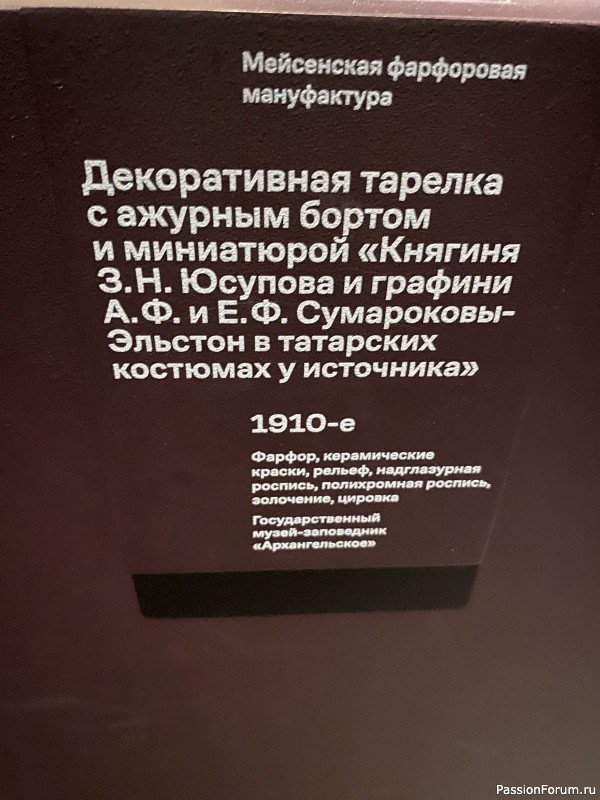 Мейсенская фарфоровая
мануфактура
Декоративная тарелка
с ажурным бортом
и миниатюрой «Княгиня
З.Н. Юсупова и графини
А.Ф. и Е.Ф. Сумароковы-
Эльстон в татарских
костюмах у источника»
1910-е
Фарфор, керамические
краски, рельеф, надглазурная
роспись, полихромная роспись,
золочение, цировка
Государственный
музей-заповедник
«Архангельское»
PassionForum.ru